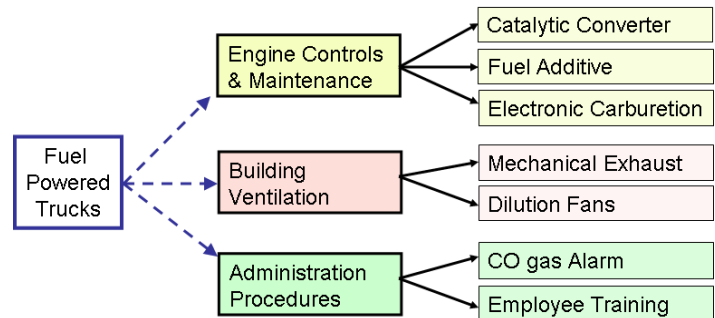 Fuel
Powered
Trucks
Engine Controls
& Maintenance
Catalytic Converter
Fuel Additive
Electronic Carburetion
Building
Ventilation
Mechanical Exhaust
Dilution Fans
Administration
Procedures
CO gas Alarm
Employee Training